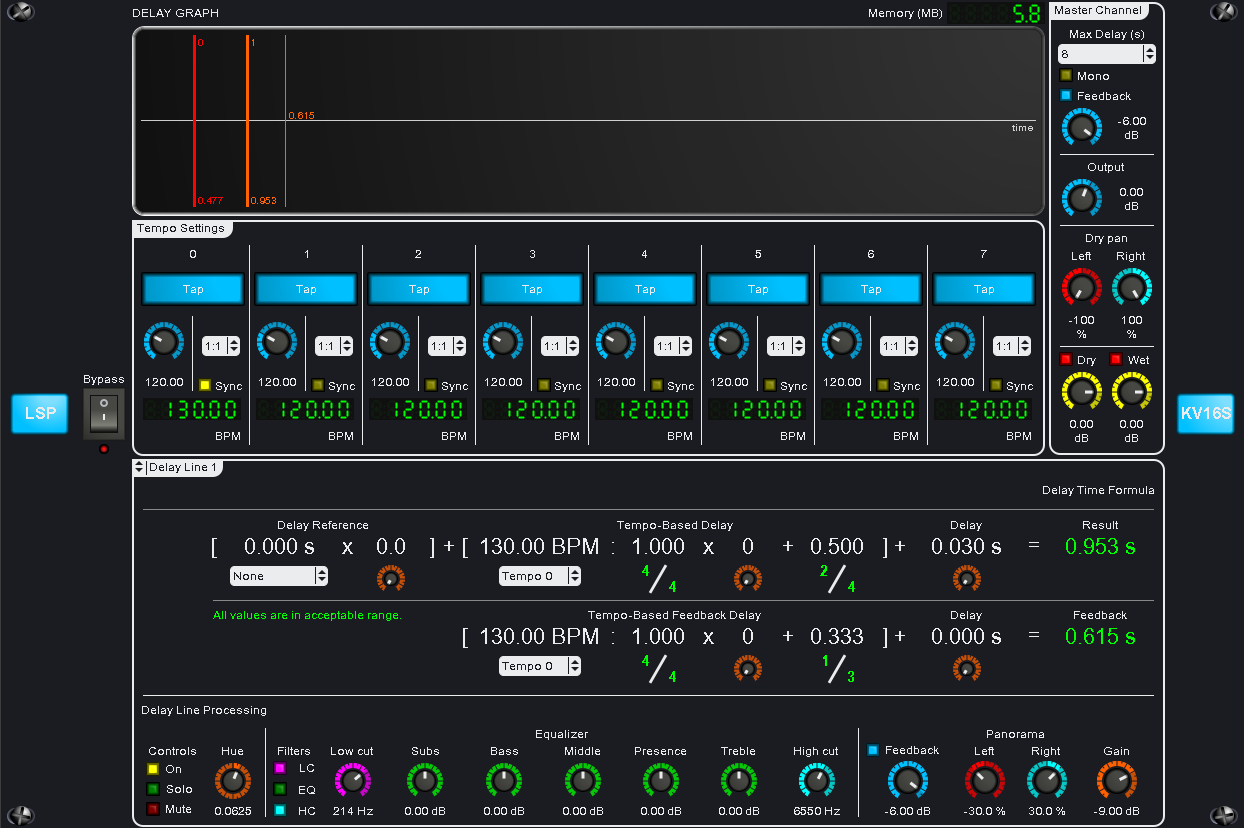 DELAY GRAPH
Memory (MB) 5.8
0 1
0.615
time
0.477 0.953
Master Channel
Max Delay (s)
8
Mono
Feedback
-6.00
dB
Output
0.00
dB
Dry pan
Left Right
-100 100
% %
Dry Wet
0.00 0.00
dB dB
Tempo Settings
0 1 2 3 4 5 6 7
Tap Tap Tap Tap Tap Tap Tap Tap
1:1 1:1 1:1 1:1 1:1 1:1 1:1 1:1
120.00 Sync 120.00 Sync 120.00 Sync 120.00 Sync 120.00 Sync 120.00 Sync 120.00 Sync 120.00 Sync
130.00 120.00 120.00 120.00 120.00 120.00 120.00 120.00
BPM BPM BPM BPM BPM BPM BPM BPM
Bypass
LSP
KV16S
Delay Line 1
Delay Time Formula
Delay Reference Tempo-Based Delay Delay Result
[ 0.000 s x 0.0 ] + [ 130.00 BPM : 1.000 x 0 + 0.500 ] + 0.030 s = 0.953 s
None Tempo 0 4/4 2/4
All values are in acceptable range. Tempo-Based Feedback Delay Delay Feedback
[ 130.00 BPM : 1.000 x 0 + 0.333 ] + 0.000 s = 0.615 s
Tempo 0 4/4 1/3
Delay Line Processing
Equalizer Panorama
Controls Hue Filters Low cut Subs Bass Middle Presence Treble High cut Feedback Left Right Gain
On LC
Solo EQ
Mute 0.0625 HC 214 Hz 0.00 dB 0.00 dB 0.00 dB 0.00 dB 0.00 dB 6550 Hz -6.00 dB -30.0 % 30.0 % -9.00 dB